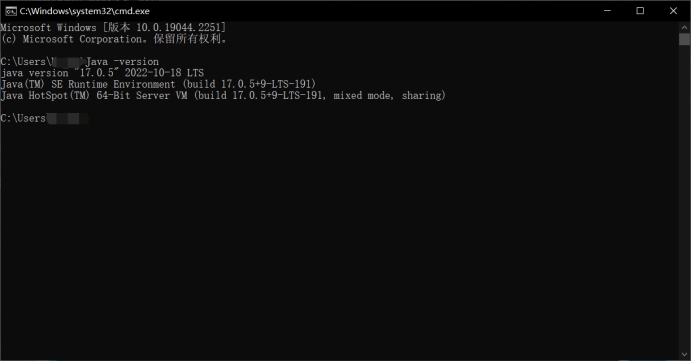 C:\Windows\system32\cmd.exe
Microsoft Windows [版本 10.0.19044.2251]
(c) Microsoft Corporation。保留所有权利。
C:\Users\ Java -version
java version "17.0.5" 2022-10-18 LTS
Java(TM) SE Runtime Environment (build 17.0.5+9-LTS-191)
Java HotSpot(TM) 64-Bit Server VM (build 17.0.5+9-LTS-191, mixed mode, sharing)
C:\Users